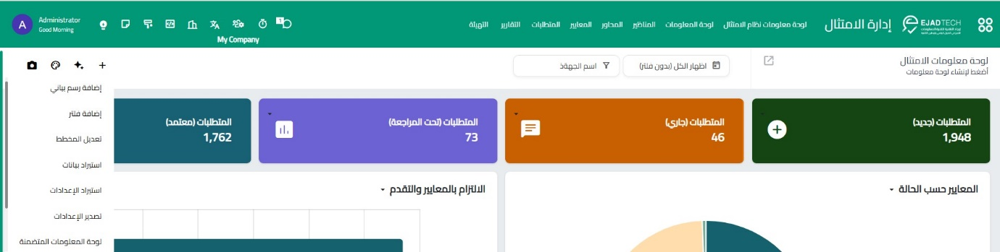 EJADTECH
إدارة الامتثال
لوحة معلومات نظام الامتثال
لوحة المعلومات
المناظير
المحاور
المعايير
المتطلبات
التقارير
التهيئة
1
My Company
Administrator
Good Morning
A
لوحة معلومات الامتثال
أضغط لإنشاء لوحة معلومات
اظهار الكل (بدون فلتر)
اسم الجهةذ
المتطلبات (جديد)
1,948
المتطلبات (جاري)
46
المتطلبات (تحت المراجعة)
73
المتطلبات (معتمد)
1,762
المعايير حسب الحالة
الالتزام بالمعايير والتقدم
إضافة رسم بياني
إضافة فلتر
تعديل المخطط
استيراد بيانات
استيراد الإعدادات
تصدير الإعدادات
لوحة المعلومات المتضمنة